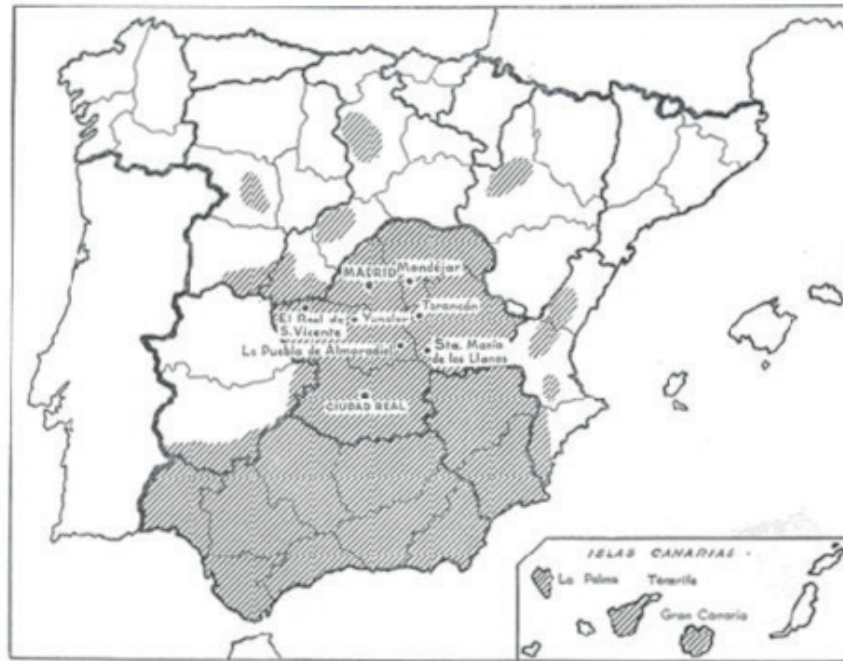 MADRID
Mondéjar
El Real de
S. Vicente
Yunclar
Tarancón
La Puebla de Almoradiel
Sta. María
de los Llanos
CIUDAD REAL
ISLAS CANARIAS.
La Palma
Tenerife
Gran Canaria